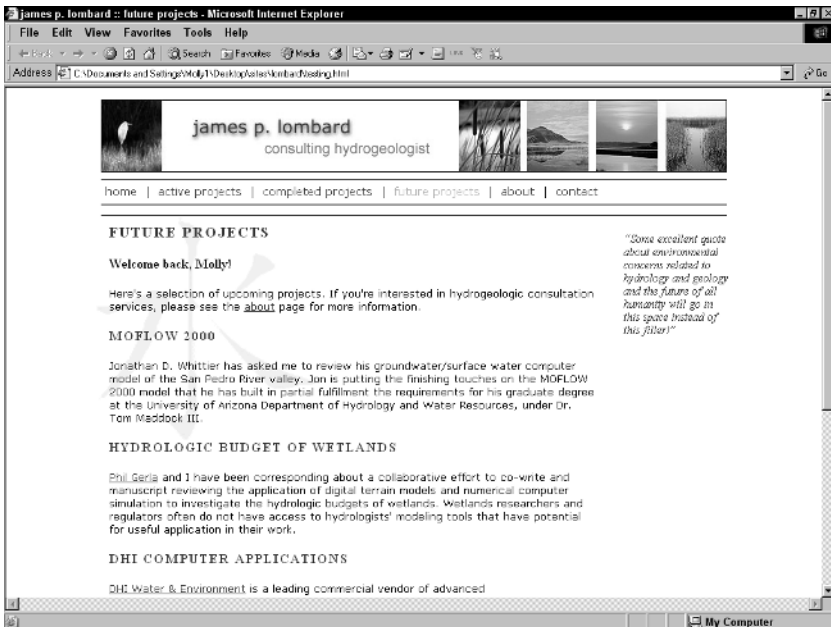 james p. lombard :: future projects - Microsoft Internet Explorer
File Edit View Favorites Tools Help
Back Search Favorites Media
Address C:\Documents and Settings\Molly1\Desktop\sites\lombard\testing.html Go
james p. lombard
consulting hydrogeologist
home | active projects | completed projects | future projects | about | contact
水
FUTURE PROJECTS
Welcome back, Molly!
Here's a selection of upcoming projects. If you're interested in hydrogeologic consultation
services, please see the about page for more information.
MOFLOW 2000
Jonathan D. Whittier has asked me to review his groundwater/surface water computer
model of the San Pedro River valley. Jon is putting the finishing touches on the MOFLOW
2000 model that he has built in partial fulfillment the requirements for his graduate degree
at the University of Arizona Department of Hydrology and Water Resources, under Dr.
Tom Maddock III.
HYDROLOGIC BUDGET OF WETLANDS
Phil Gerla and I have been corresponding about a collaborative effort to co-write and
manuscript reviewing the application of digital terrain models and numerical computer
simulation to investigate the hydrologic budgets of wetlands. Wetlands researchers and
regulators often do not have access to hydrologists' modeling tools that have potential
for useful application in their work.
DHI COMPUTER APPLICATIONS
DHI Water & Environment is a leading commercial vendor of advanced
"Some excellent quote
about environmental
concerns related to
hydrology and geology
and the future of all
humanity will go in
this space instead of
this filler!"
My Computer